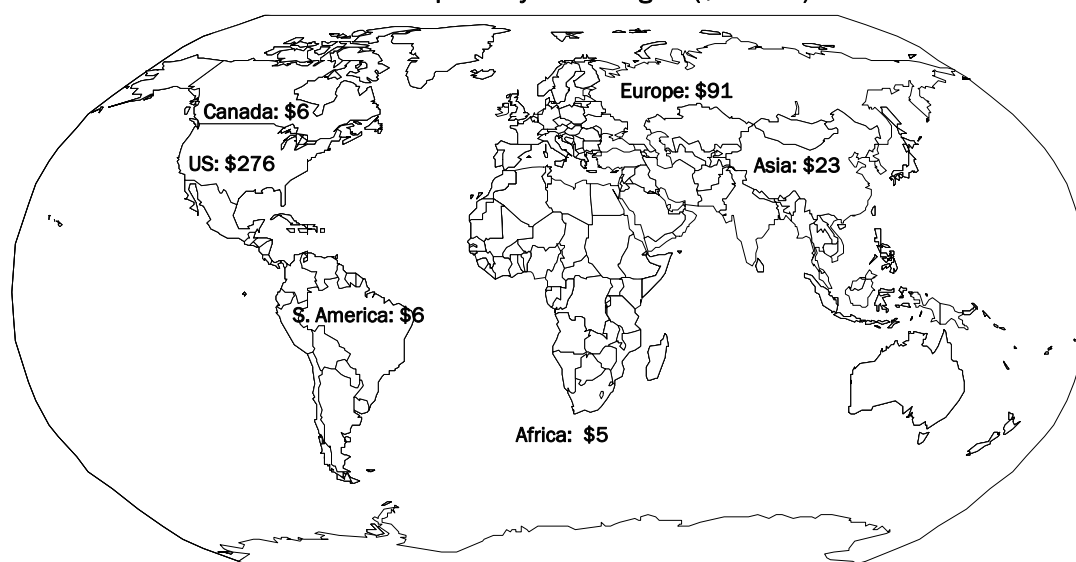 Canada: $6
Europe: $91
US: $276
Asia: $23
S. America: $6
Africa: $5